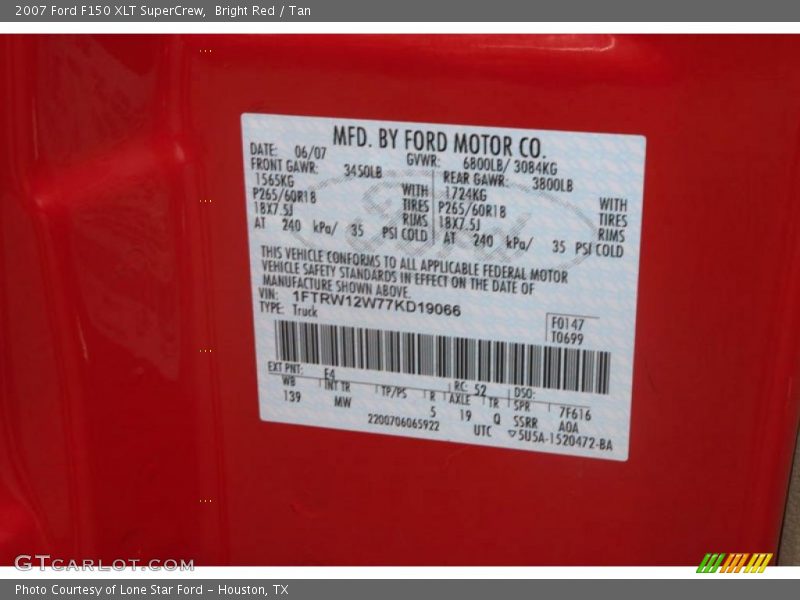 2007 Ford F150 XLT SuperCrew, Bright Red / Tan
MFD. BY FORD MOTOR CO.
DATE: 06/07 GVWR: 6800LB/ 3084KG
FRONT GAWR: 3450LB REAR GAWR: 3800LB
1565KG WITH 1724KG WITH
P265/60R18 TIRES P265/60R18 TIRES
18X7.5J RIMS 18X7.5J RIMS
AT 240 kPa/ 35 PSI COLD AT 240 kPa/ 35 PSI COLD
THIS VEHICLE CONFORMS TO ALL APPLICABLE FEDERAL MOTOR
VEHICLE SAFETY STANDARDS IN EFFECT ON THE DATE OF
MANUFACTURE SHOWN ABOVE.
VIN: 1FTRW12W77KD19066
TYPE: Truck
F0147
T0699
EXT PNT: F4 RC: 52 DSO:
WB INT TR TP/PS R AXLE TR SPR 7F616
139 MW 5 19 Q SSRR A0A
2200706065922 UTC ▽5U5A-1520472-BA
GTCARLOT.COM
Photo Courtesy of Lone Star Ford - Houston, TX